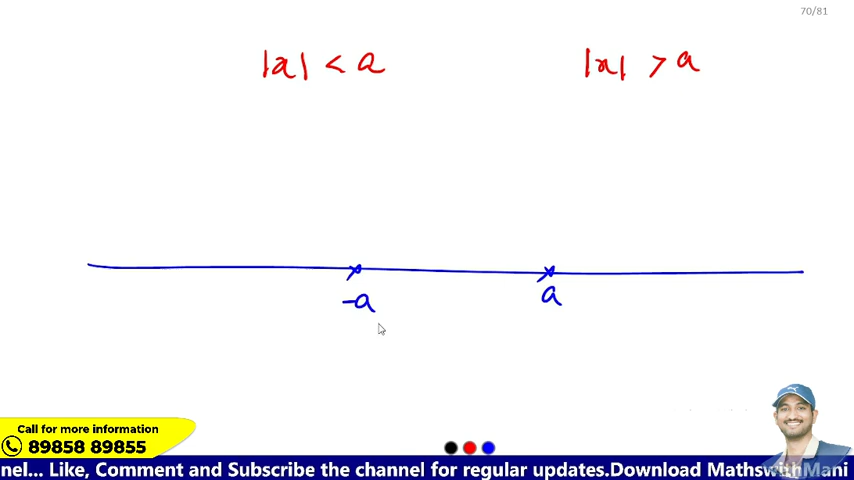 70/81
|x| < a |x| > a
-a a
Call for more information
89858 89855
nel... Like, Comment and Subscribe the channel for regular updates.Download MathswithMani